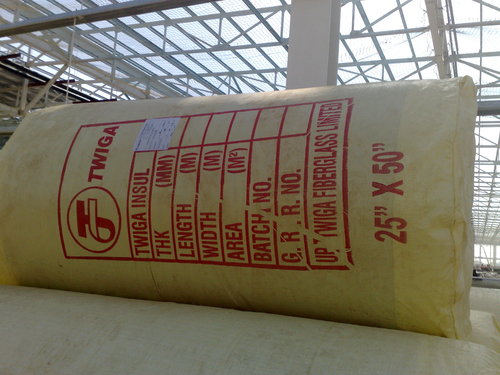 TWIGA
TWIGA INSUL
THK (MM)
LENGTH (M)
WIDTH (M)
AREA (M²)
BATCH NO.
G. R. R. NO.
UP TWIGA FIBERGLASS LIMITED
25" X 50"